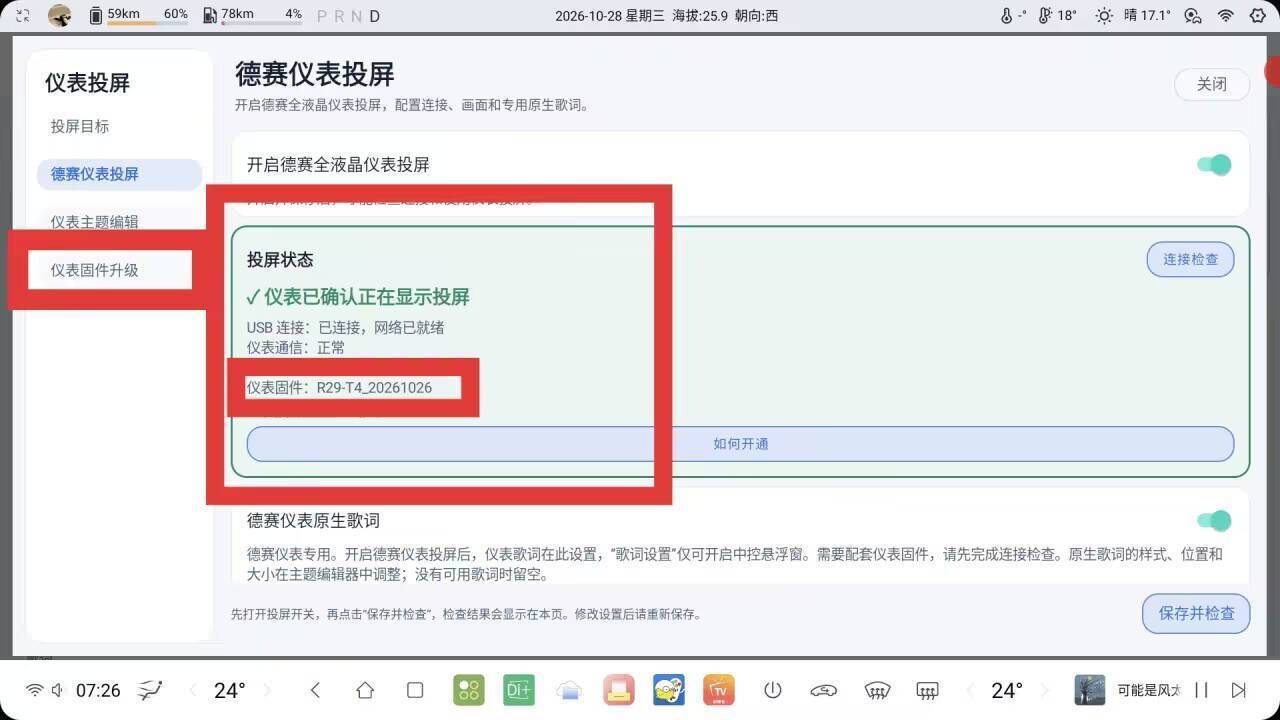 59km 60% 78km 4% P R N D 2026-10-28 星期三 海拔:25.9 朝向:西 -° 18° 晴 17.1°
仪表投屏
投屏目标
德赛仪表投屏
仪表主题编辑
仪表固件升级
德赛仪表投屏
关闭
开启德赛全液晶仪表投屏，配置连接、画面和专用原生歌词。
开启德赛全液晶仪表投屏
投屏状态
连接检查
✓仪表已确认正在显示投屏
USB 连接：已连接，网络已就绪
仪表通信：正常
仪表固件：R29-T4_20261026
如何开通
德赛仪表原生歌词
德赛仪表专用。开启德赛仪表投屏后，仪表歌词在此设置，“歌词设置”仅可开启中控悬浮窗。需要配套仪表固件，请先完成连接检查。原生歌词的样式、位置和
大小在主题编辑器中调整；没有可用歌词时留空。
先打开投屏开关，再点击“保存并检查”，检查结果会显示在本页。修改设置后请重新保存。
保存并检查
07:26 24° Di+ TV 24° 可能是风